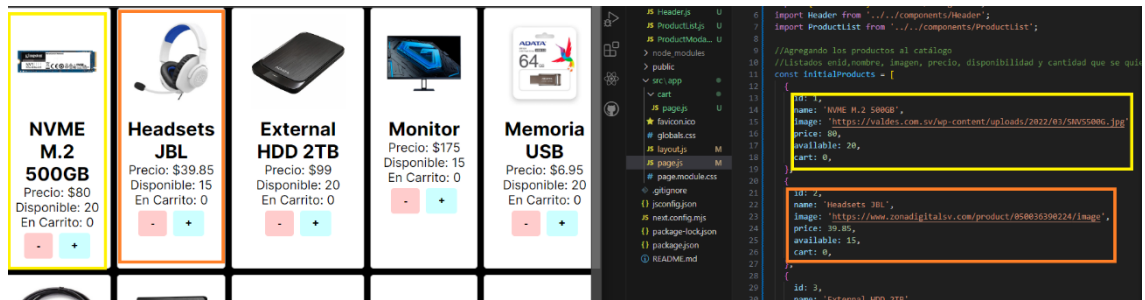 Kingston
ADATA
64
NVME
M.2
500GB
Precio: $80
Disponible: 20
En Carrito: 0
-
+
Headsets
JBL
Precio: $39.85
Disponible: 15
En Carrito: 0
-
+
External
HDD 2TB
Precio: $99
Disponible: 20
En Carrito: 0
-
+
Monitor
Precio: $175
Disponible: 15
En Carrito: 0
-
+
Memoria
USB
Precio: $6.95
Disponible: 20
En Carrito: 0
-
+
JS Header.js U
JS ProductList.js U
JS ProductModa... U
> node_modules
> public
src\app
cart
JS page.js U
favicon.ico
# globals.css
JS layout.js M
JS page.js M
# page.module.css
.gitignore
{} jsconfig.json
JS next.config.mjs
{} package-lock.json
{} package.json
README.md
6 import Header from '../../components/Header';
7 import ProductList from '../../components/ProductList';
8
9 //Agregando los productos al catálogo
10 //Listados enid,nombre, imagen, precio, disponibilidad y cantidad que se quie
11 const initialProducts = [
12 {
13 id: 1,
14 name: 'NVME M.2 500GB',
15 image: 'https://valdes.com.sv/wp-content/uploads/2022/03/SNVS500G.jpg'
16 price: 80,
17 available: 20,
18 cart: 0,
19 },
20 {
21 id: 2,
22 name: 'Headsets JBL',
23 image: 'https://www.zonadigitalsv.com/product/050036390224/image',
24 price: 39.85,
25 available: 15,
26 cart: 0,
27 },
28 {
29 id: 3,
30 name: 'External HDD 2TB',